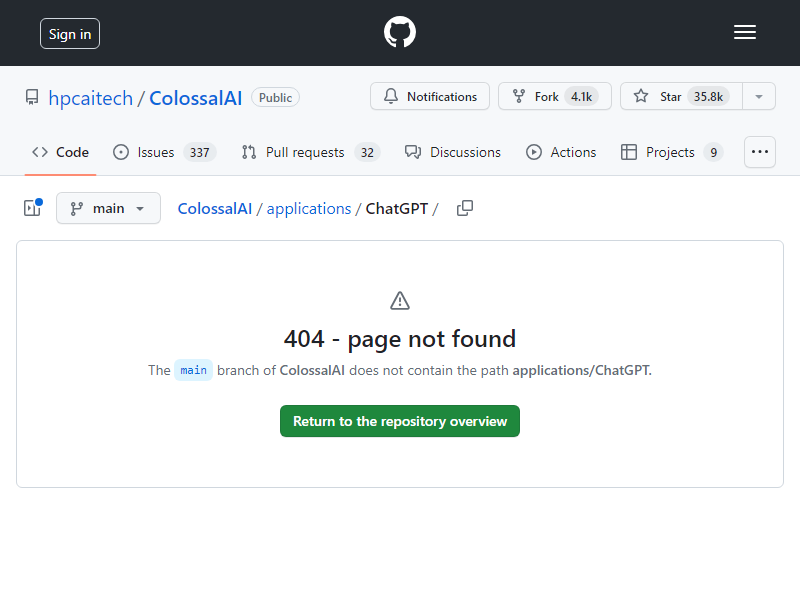 Sign in
hpcaitech / ColossalAI Public Notifications Fork 4.1k Star 35.8k
Code Issues 337 Pull requests 32 Discussions Actions Projects 9
main ColossalAI / applications / ChatGPT /
404 - page not found
The main branch of ColossalAI does not contain the path applications/ChatGPT.
Return to the repository overview